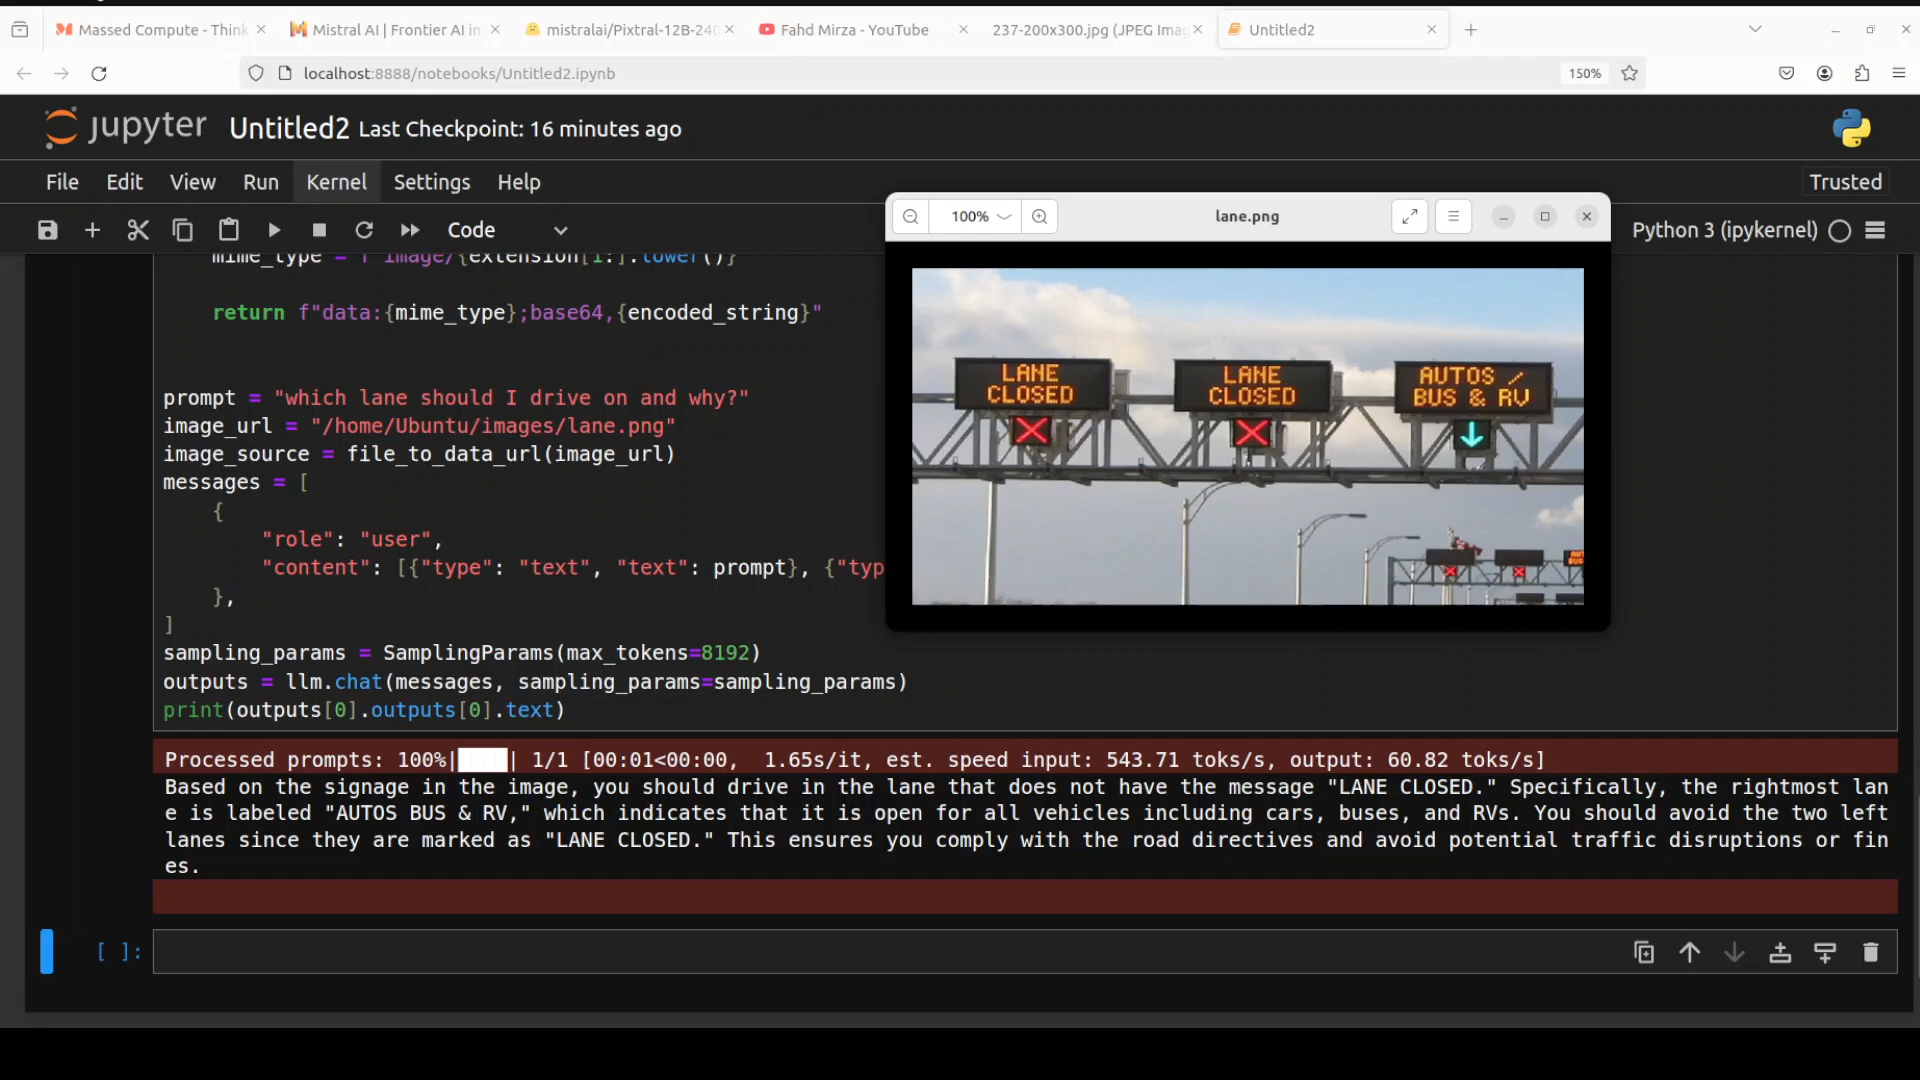 Massed Compute - Think
Mistral AI | Frontier AI in
mistralai/Pixtral-12B-240
Fahd Mirza - YouTube
237-200x300.jpg (JPEG Imag
Untitled2
localhost:8888/notebooks/Untitled2.ipynb
150%
jupyter Untitled2 Last Checkpoint: 16 minutes ago
File Edit View Run Kernel Settings Help
Trusted
Code
Python 3 (ipykernel)
100%
lane.png
mime_type = f"image/{extension[1:].lower()}"
return f"data:{mime_type};base64,{encoded_string}"
prompt = "which lane should I drive on and why?"
image_url = "/home/Ubuntu/images/lane.png"
image_source = file_to_data_url(image_url)
messages = [
{
"role": "user",
"content": [{"type": "text", "text": prompt}, {"typ
},
]
sampling_params = SamplingParams(max_tokens=8192)
outputs = llm.chat(messages, sampling_params=sampling_params)
print(outputs[0].outputs[0].text)
LANE
CLOSED
LANE
CLOSED
AUTOS /
BUS & RV
Processed prompts: 100%|████| 1/1 [00:01<00:00, 1.65s/it, est. speed input: 543.71 toks/s, output: 60.82 toks/s]
Based on the signage in the image, you should drive in the lane that does not have the message "LANE CLOSED." Specifically, the rightmost lan
e is labeled "AUTOS BUS & RV," which indicates that it is open for all vehicles including cars, buses, and RVs. You should avoid the two left
lanes since they are marked as "LANE CLOSED." This ensures you comply with the road directives and avoid potential traffic disruptions or fin
es.
[ ]: